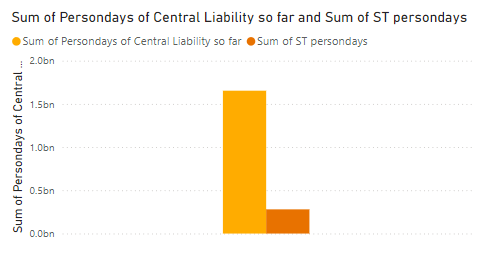 Sum of Persondays of Central Liability so far and Sum of ST persondays
Sum of Persondays of Central Liability so far Sum of ST persondays
Sum of Persondays of Central ...
2.0bn
1.5bn
1.0bn
0.5bn
0.0bn